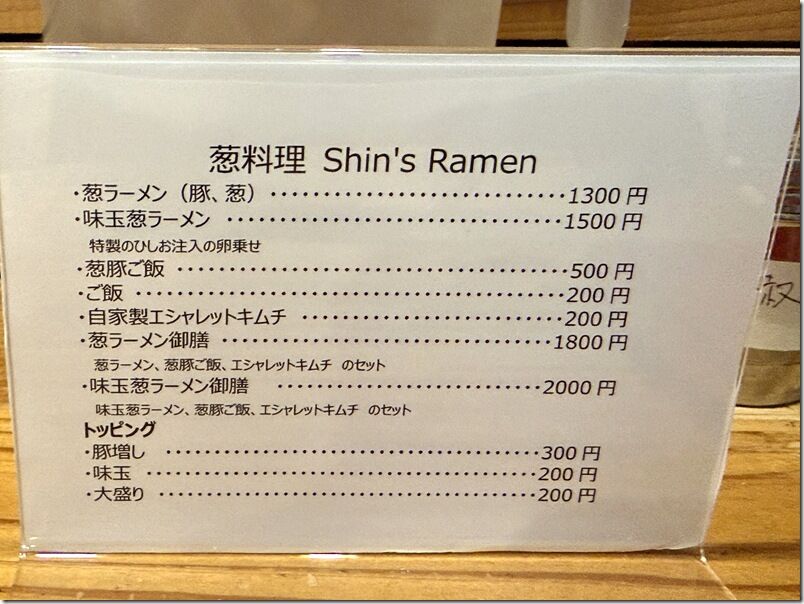 葱料理 Shin's Ramen
・葱ラーメン（豚、葱）・・・・・・・・・・・・・・・・・・・・・・・・・・・・・・1300 円
・味玉葱ラーメン ・・・・・・・・・・・・・・・・・・・・・・・・・・・・・・・・・・1500 円
特製のひしお注入の卵乗せ
・葱豚ご飯 ・・・・・・・・・・・・・・・・・・・・・・・・・・・・・・・・・・・・・・・500 円
・ご飯 ・・・・・・・・・・・・・・・・・・・・・・・・・・・・・・・・・・・・・・・・・・・200 円
・自家製エシャレットキムチ ・・・・・・・・・・・・・・・・・・・・・・・・・・200 円
・葱ラーメン御膳 ・・・・・・・・・・・・・・・・・・・・・・・・・・・・・・・・・・1800 円
葱ラーメン、葱豚ご飯、エシャレットキムチ のセット
・味玉葱ラーメン御膳 ・・・・・・・・・・・・・・・・・・・・・・・・・・2000 円
味玉葱ラーメン、葱豚ご飯、エシャレットキムチ のセット
トッピング
・豚増し ・・・・・・・・・・・・・・・・・・・・・・・・・・・・・・・・・・・・・300 円
・味玉 ・・・・・・・・・・・・・・・・・・・・・・・・・・・・・・・・・・・・・・・200 円
・大盛り ・・・・・・・・・・・・・・・・・・・・・・・・・・・・・・・・・・・・・・200 円